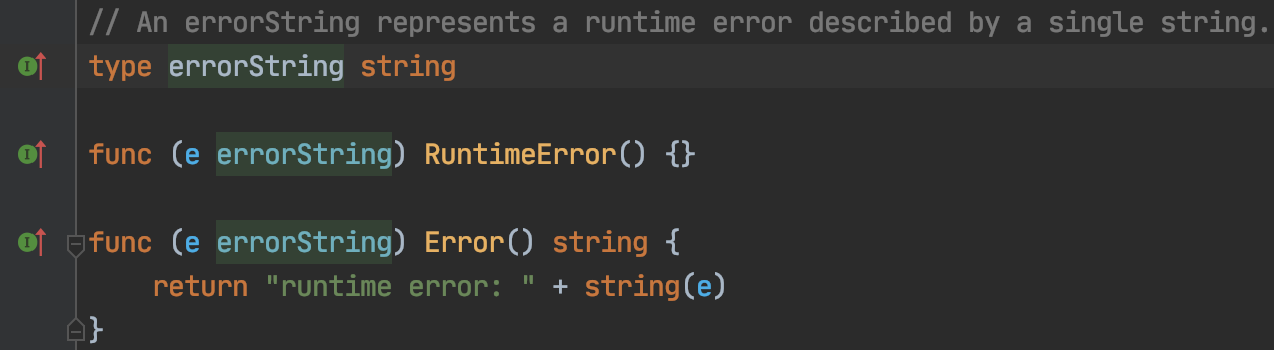 // An errorString represents a runtime error described by a single string.
type errorString string
func (e errorString) RuntimeError() {}
func (e errorString) Error() string {
return "runtime error: " + string(e)
}